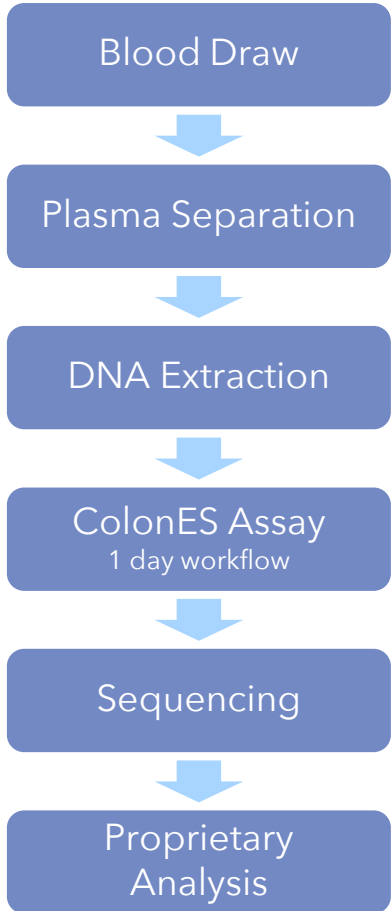 Blood Draw
Plasma Separation
DNA Extraction
ColonES Assay
1 day workflow
Sequencing
Proprietary
Analysis